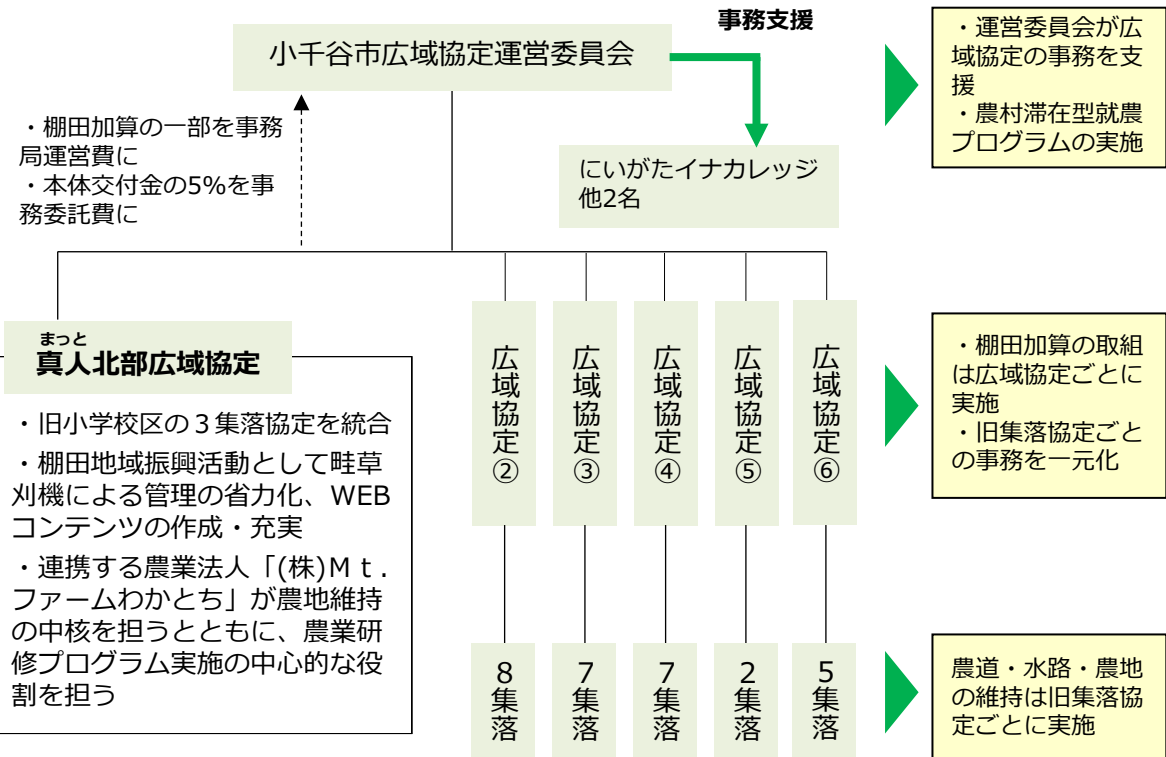 事務支援
小千谷市広域協定運営委員会
・棚田加算の一部を事務
局運営費に
・本体交付金の5%を事
務委託費に
にいがたイナカレッジ
他2名
・運営委員会が広
域協定の事務を支
援
・農村滞在型就農
プログラムの実施
まっと
真人北部広域協定
・旧小学校区の3集落協定を統合
・棚田地域振興活動として畦草
刈機による管理の省力化、WEB
コンテンツの作成・充実
・連携する農業法人「(株)Mt.
ファームわかとち」が農地維持
の中核を担うとともに、農業研
修プログラム実施の中心的な役
割を担う
広域協定②
広域協定③
広域協定④
広域協定⑤
広域協定⑥
・棚田加算の取組
は広域協定ごとに
実施
・旧集落協定ごと
の事務を一元化
8集落
7集落
7集落
2集落
5集落
農道・水路・農地
の維持は旧集落協
定ごとに実施